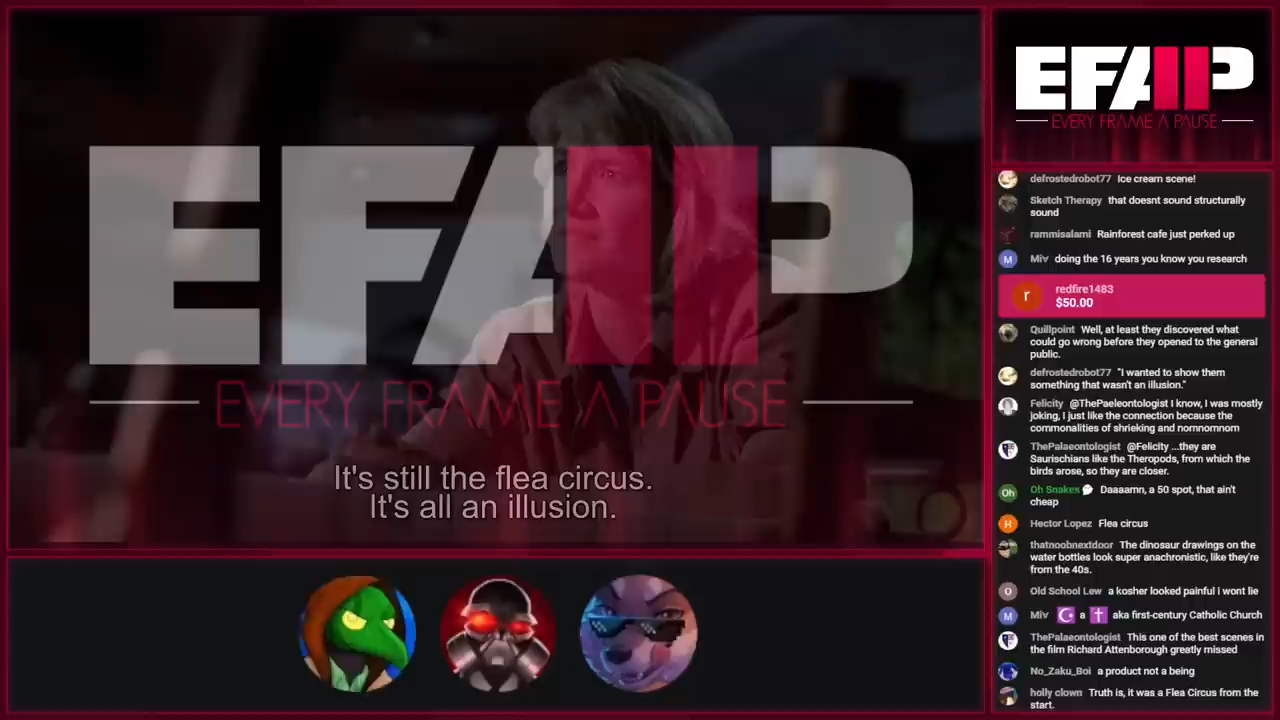 EFAP
EVERY FRAME A PAUSE
It's still the flea circus.
It's all an illusion.
EFAP
EVERY FRAME A PAUSE
defrostedrobot77 Ice cream scene!
Sketch Therapy that doesnt sound structurally
sound
rammisalami Rainforest cafe just perked up
M Miv doing the 16 years you know you research
r redfire1483
$50.00
Quillpoint Well, at least they discovered what
could go wrong before they opened to the general
public.
defrostedrobot77 "I wanted to show them
something that wasn't an illusion."
Felicity @ThePaeleontologist I know, I was mostly
joking, I just like the connection because the
commonalities of shrieking and nomnomnom
ThePalaeontologist @Felicity ...they are
Saurischians like the Theropods, from which the
birds arose, so they are closer.
Oh Oh Snakes Daaaamn, a 50 spot, that ain't
cheap
H Hector Lopez Flea circus
thatnoobnextdoor The dinosaur drawings on the
water bottles look super anachronistic, like they're
from the 40s.
O Old School Lew a kosher looked painful i wont lie
M Miv ☪ a ✝ aka first-century Catholic Church
ThePalaeontologist This one of the best scenes in
the film Richard Attenborough greatly missed
No_Zaku_Boi a product not a being
holly clown Truth is, it was a Flea Circus from the
start.